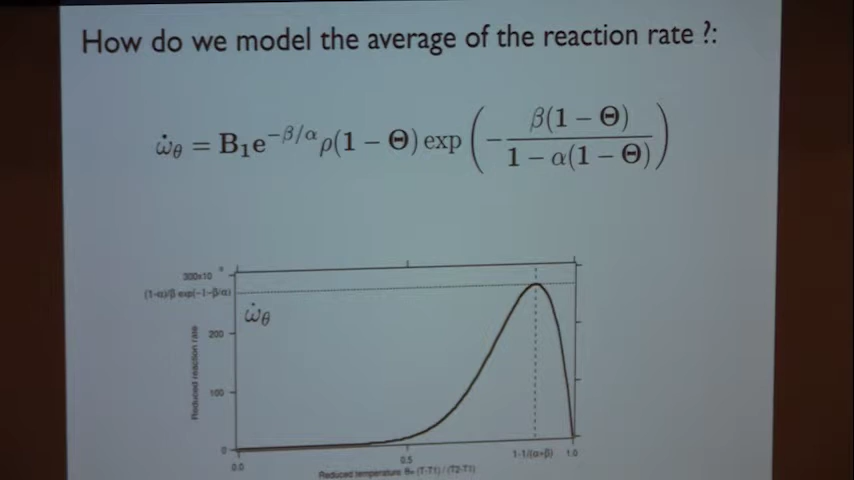 How do we model the average of the reaction rate ?:
ω̇_θ = B₁e^{-β/α} ρ(1 − Θ) exp(− β(1 − Θ) / 1 − α(1 − Θ))
300x10
(1-α)/β exp(-1-β/α)
ω̇_θ
200
Reduced reaction rate
100
0
0.0 0.5 1-1/(α+β) 1.0
Reduced temperature θ= (T-T1) / (T2-T1)